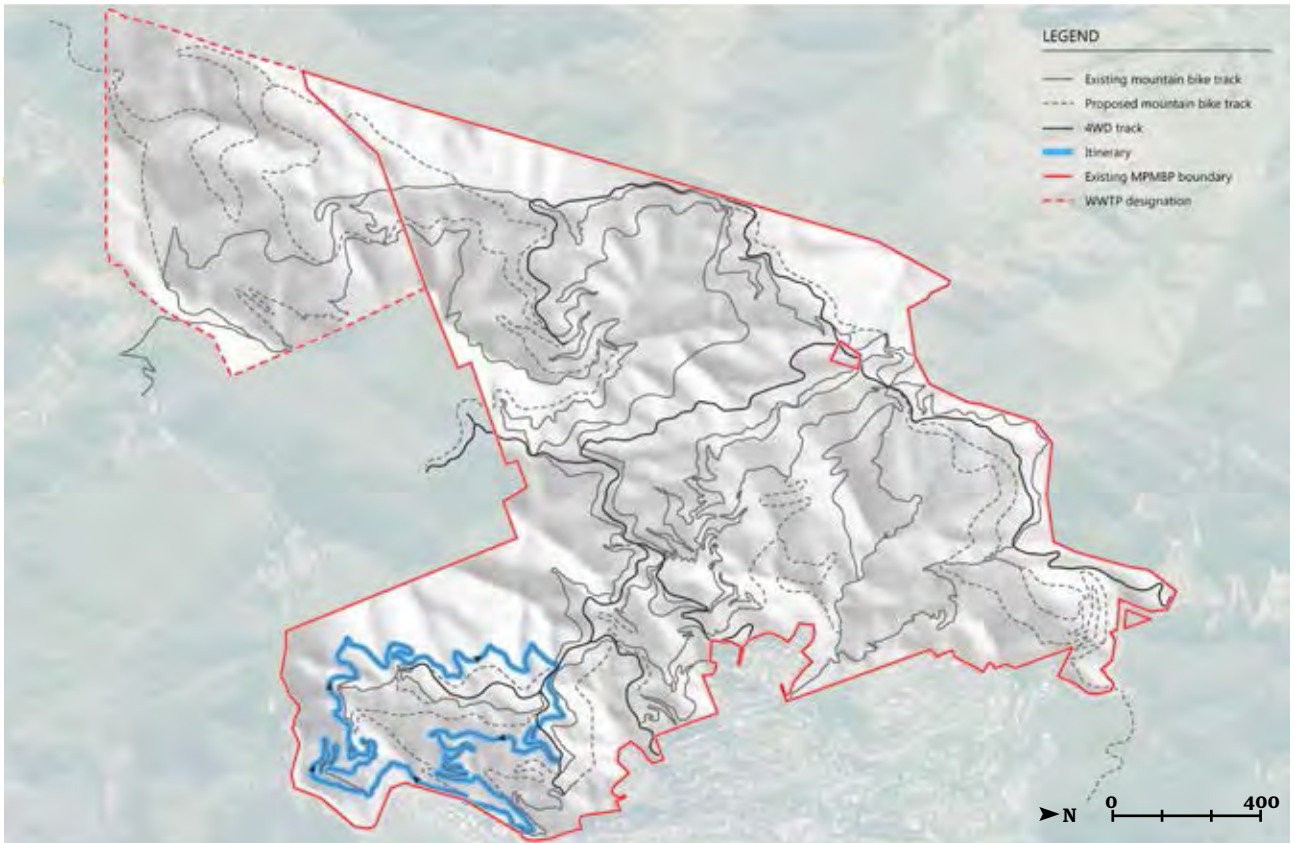 LEGEND
Existing mountain bike track
Proposed mountain bike track
4WD track
Itinerary
Existing MPMBP boundary
WWTP designation
N 0 400